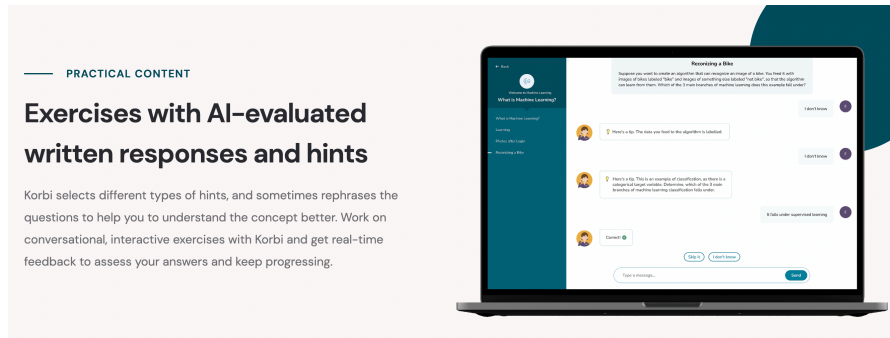 PRACTICAL CONTENT
Exercises with AI-evaluated
written responses and hints
Korbi selects different types of hints, and sometimes rephrases the
questions to help you to understand the concept better. Work on
conversational, interactive exercises with Korbi and get real-time
feedback to assess your answers and keep progressing.
← Back
Welcome to Machine Learning
What is Machine Learning?
What is Machine Learning?
Learning
Photos after Login
Reconizing a Bike
Reconizing a Bike
Suppose you want to create an algorithm that can recognize an image of a bike. You feed it with
images of bikes labeled "bike" and images of something else labeled "not bike", so that the algorithm
can learn from them. Which of the 3 main branches of machine learning does this example fall under?
I don't know
Here's a tip: The data you feed to the algorithm is labelled.
I don't know
Here's a tip: This is an example of classification, as there is a
categorical target variable. Determine, which of the 3 main
branches of machine learning classification falls under.
It falls under supervised learning
Correct!
Skip it
I don't know
Type a message...
Send